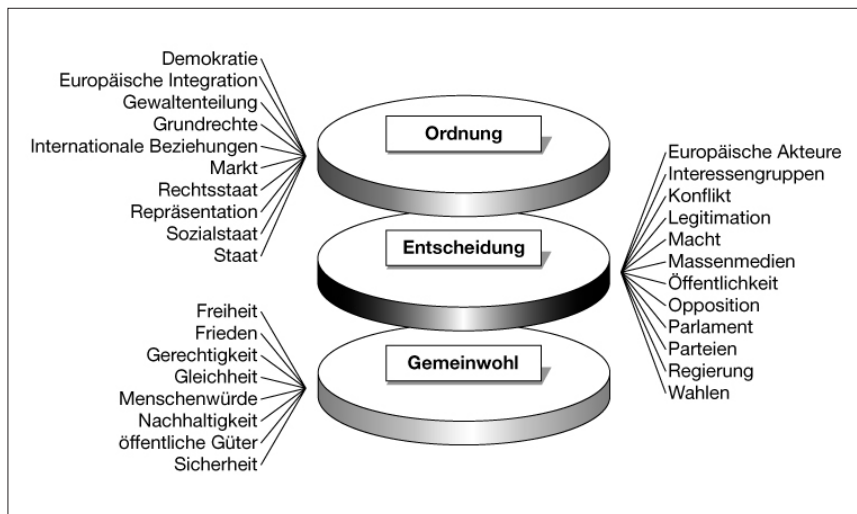 Demokratie
Europäische Integration
Gewaltenteilung
Grundrechte
Internationale Beziehungen
Markt
Rechtsstaat
Repräsentation
Sozialstaat
Staat
Ordnung
Entscheidung
Europäische Akteure
Interessengruppen
Konflikt
Legitimation
Macht
Massenmedien
Öffentlichkeit
Opposition
Parlament
Parteien
Regierung
Wahlen
Freiheit
Frieden
Gerechtigkeit
Gleichheit
Menschenwürde
Nachhaltigkeit
öffentliche Güter
Sicherheit
Gemeinwohl